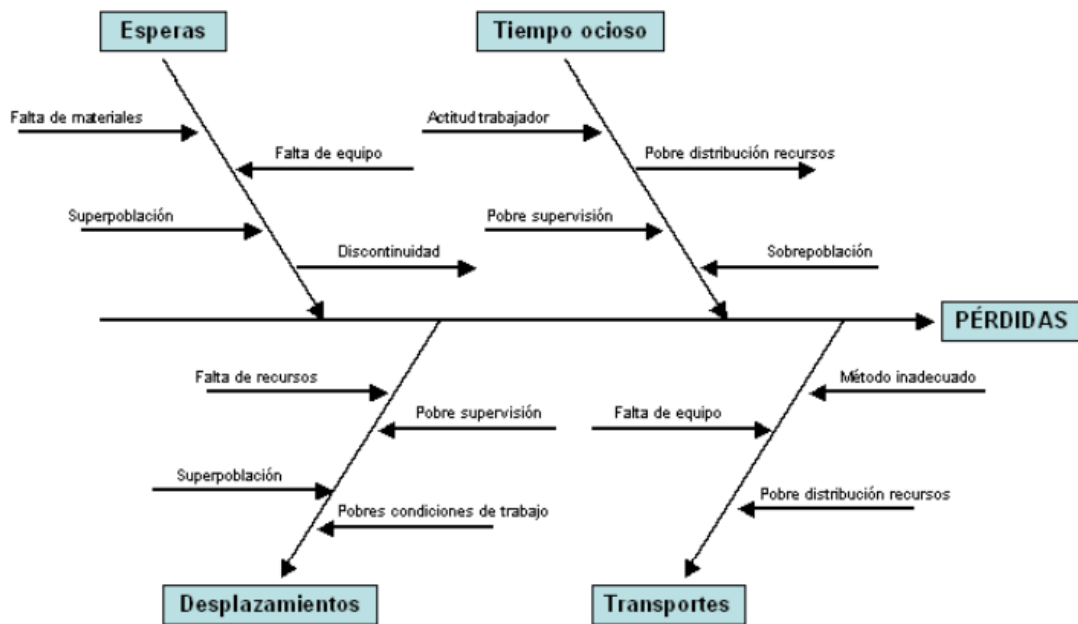 Esperas
Tiempo ocioso
Falta de materiales
Actitud trabajador
Falta de equipo
Pobre distribución recursos
Superpoblación
Pobre supervisión
Discontinuidad
Sobrepoblación
PÉRDIDAS
Falta de recursos
Método inadecuado
Pobre supervisión
Falta de equipo
Superpoblación
Pobre distribución recursos
Pobres condiciones de trabajo
Desplazamientos
Transportes